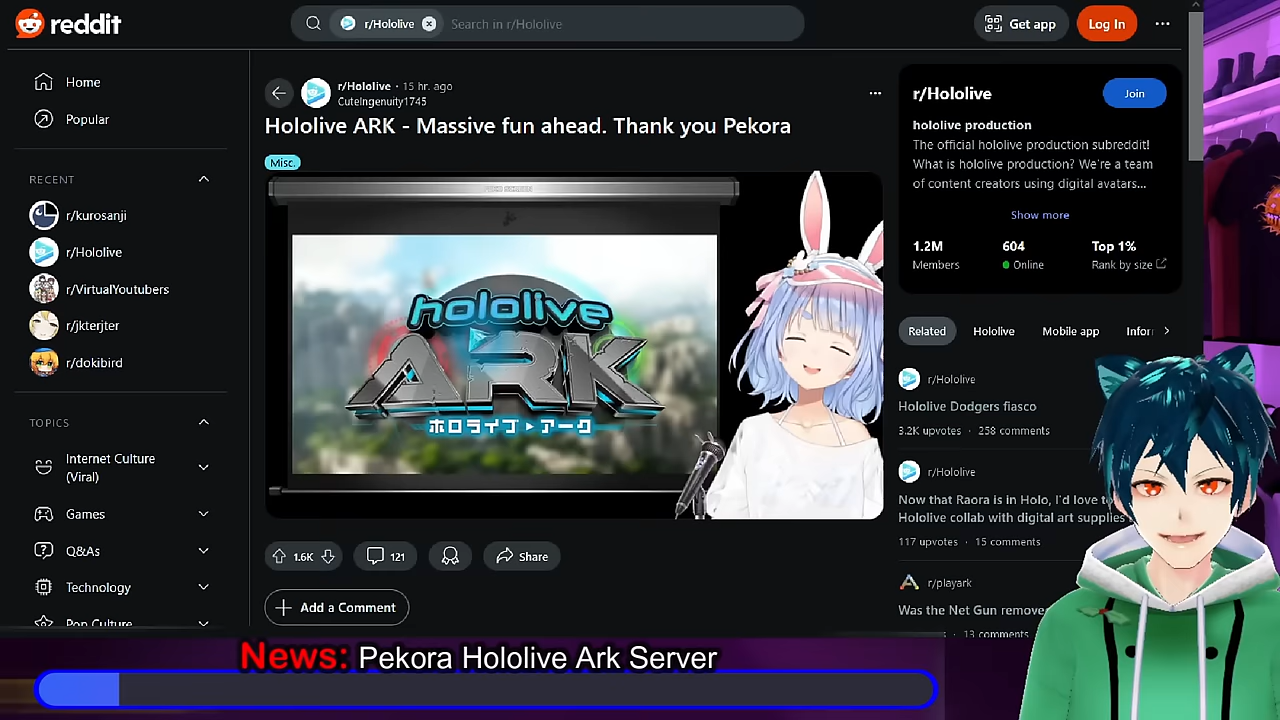 reddit
r/Hololive
Search in r/Hololive
Get app
Log In
Home
Popular
RECENT
r/kurosanji
r/Hololive
r/VirtualYoutubers
r/jkterjter
r/dokibird
TOPICS
Internet Culture
(Viral)
Games
Q&As
Technology
Pop Culture
r/Hololive · 15 hr. ago
CuteIngenuity1745
Hololive ARK - Massive fun ahead. Thank you Pekora
Misc.
hololive
ARK
ホロライブ▶アーク
1.6K
121
Share
Add a Comment
r/Hololive
Join
hololive production
The official hololive production subreddit!
What is hololive production? We're a team
of content creators using digital avatars...
Show more
1.2M 604 Top 1%
Members Online Rank by size
Related Hololive Mobile app Infor
r/Hololive
Hololive Dodgers fiasco
3.2K upvotes · 258 comments
r/Hololive
Now that Raora is in Holo, I'd love to
Hololive collab with digital art supplies
117 upvotes · 15 comments
r/playark
Was the Net Gun remove
13 comments
News: Pekora Hololive Ark Server